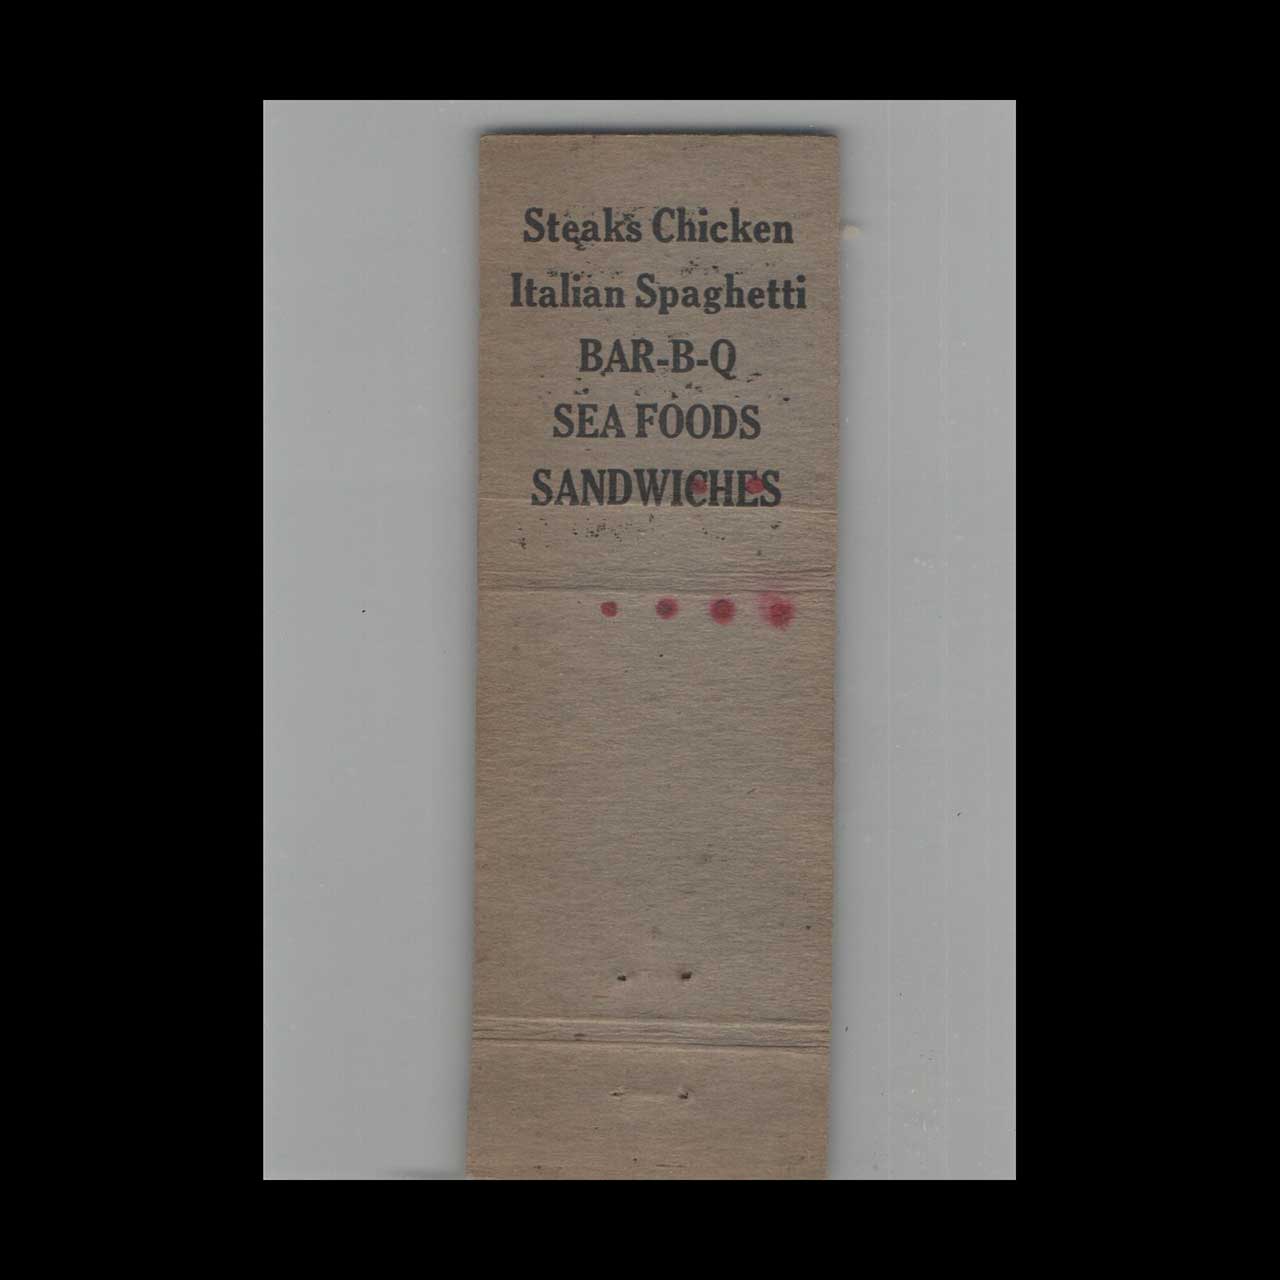 Steaks Chicken
Italian Spaghetti
BAR-B-Q
SEA FOODS
SANDWICHES